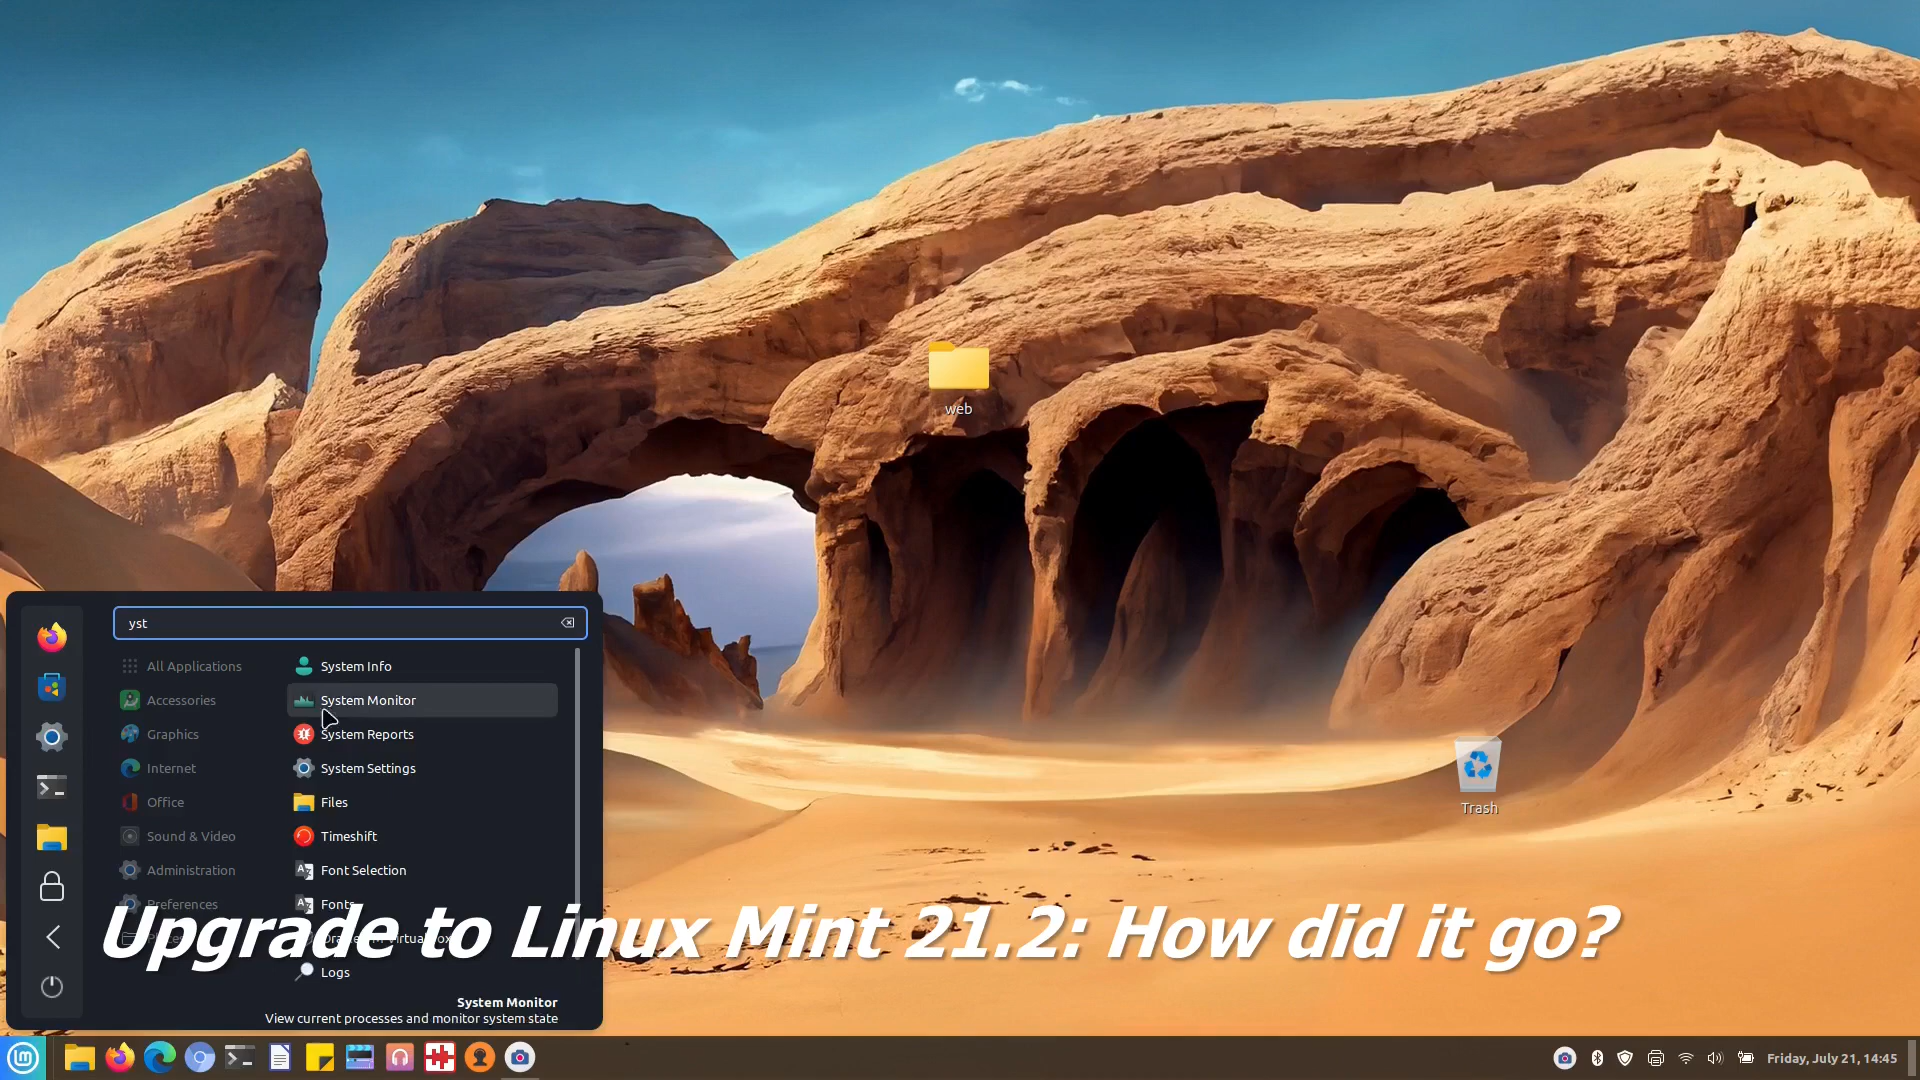 web
Trash
yst
All Applications
Accessories
Graphics
Internet
Office
Sound & Video
Administration
Preferences
System Info
System Monitor
System Reports
System Settings
Files
Timeshift
Font Selection
Fonts
Logs
Upgrade to Linux Mint 21.2: How did it go?
System Monitor
View current processes and monitor system state
Friday, July 21, 14:45